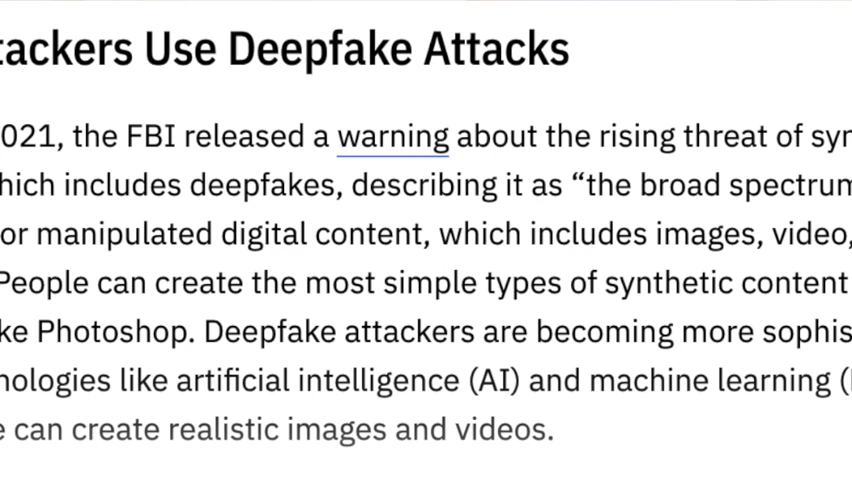 tackers Use Deepfake Attacks
021, the FBI released a warning about the rising threat of syn
hich includes deepfakes, describing it as “the broad spectrum
or manipulated digital content, which includes images, video,
People can create the most simple types of synthetic content
ke Photoshop. Deepfake attackers are becoming more sophis
nologies like artificial intelligence (AI) and machine learning (
e can create realistic images and videos.